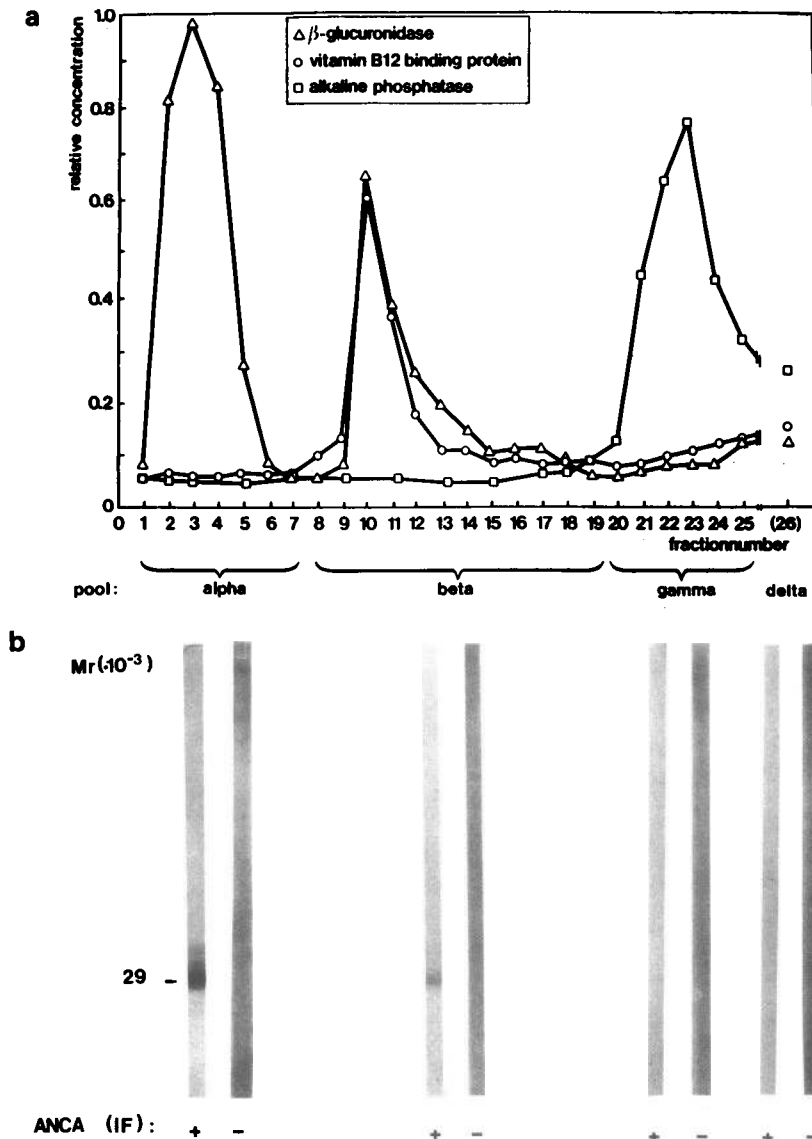 a
relative concentration
1.0
0.8
0.6
0.4
0.2
0
△ β-glucuronidase
○ vitamin B12 binding protein
□ alkaline phosphatase
0 1 2 3 4 5 6 7 8 9 10 11 12 13 14 15 16 17 18 19 20 21 22 23 24 25 (26)
fractionnumber
pool: alpha beta gamma delta
b
Mr(·10⁻³)
29 -
ANCA (IF): + - + - + - + -